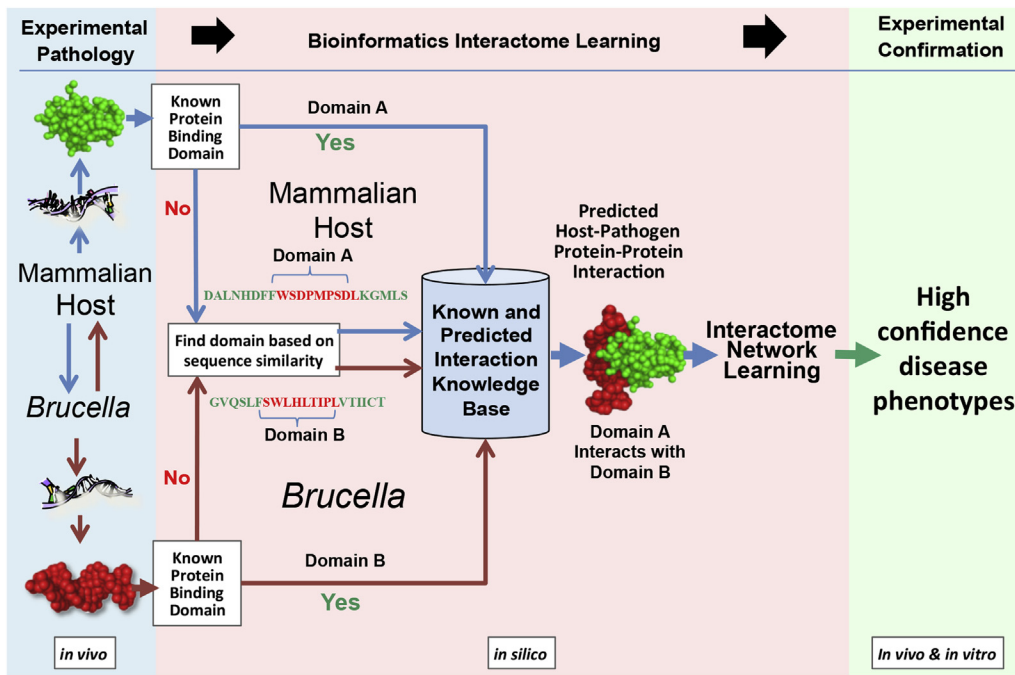 Experimental
Pathology
Bioinformatics Interactome Learning
Experimental
Confirmation
Known
Protein
Binding
Domain
Domain A
Yes
No
Mammalian
Host
Domain A
DALNHDFFWSDPMPSDLKGMLS
Mammalian
Host
Brucella
Find domain based on
sequence similarity
GVQSLFSWLHLTIPLVTIICT
Domain B
No
Brucella
Known and
Predicted
Interaction
Knowledge
Base
Predicted
Host-Pathogen
Protein-Protein
Interaction
Domain A
Interacts with
Domain B
Interactome
Network
Learning
High
confidence
disease
phenotypes
Known
Protein
Binding
Domain
Domain B
Yes
in vivo
in silico
In vivo & in vitro